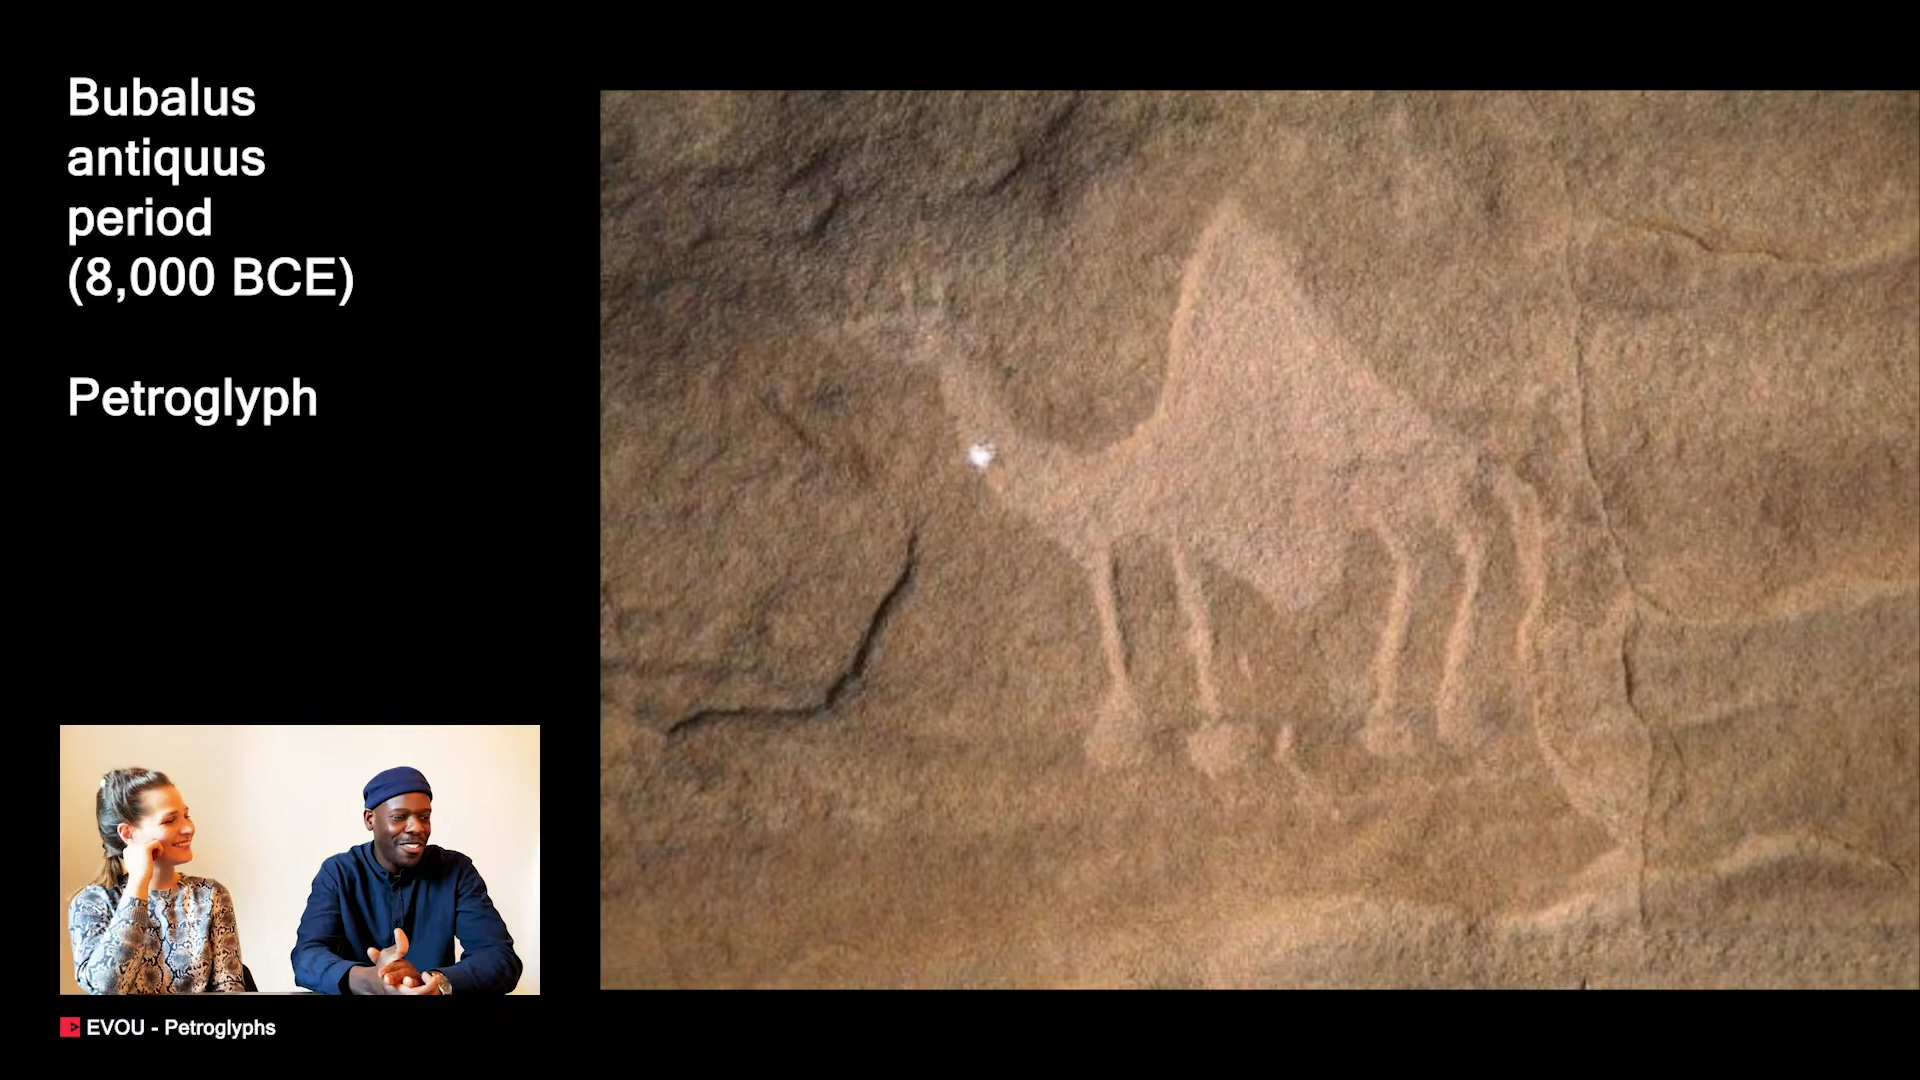 Bubalus
antiquus
period
(8,000 BCE)
Petroglyph
EVOU - Petroglyphs